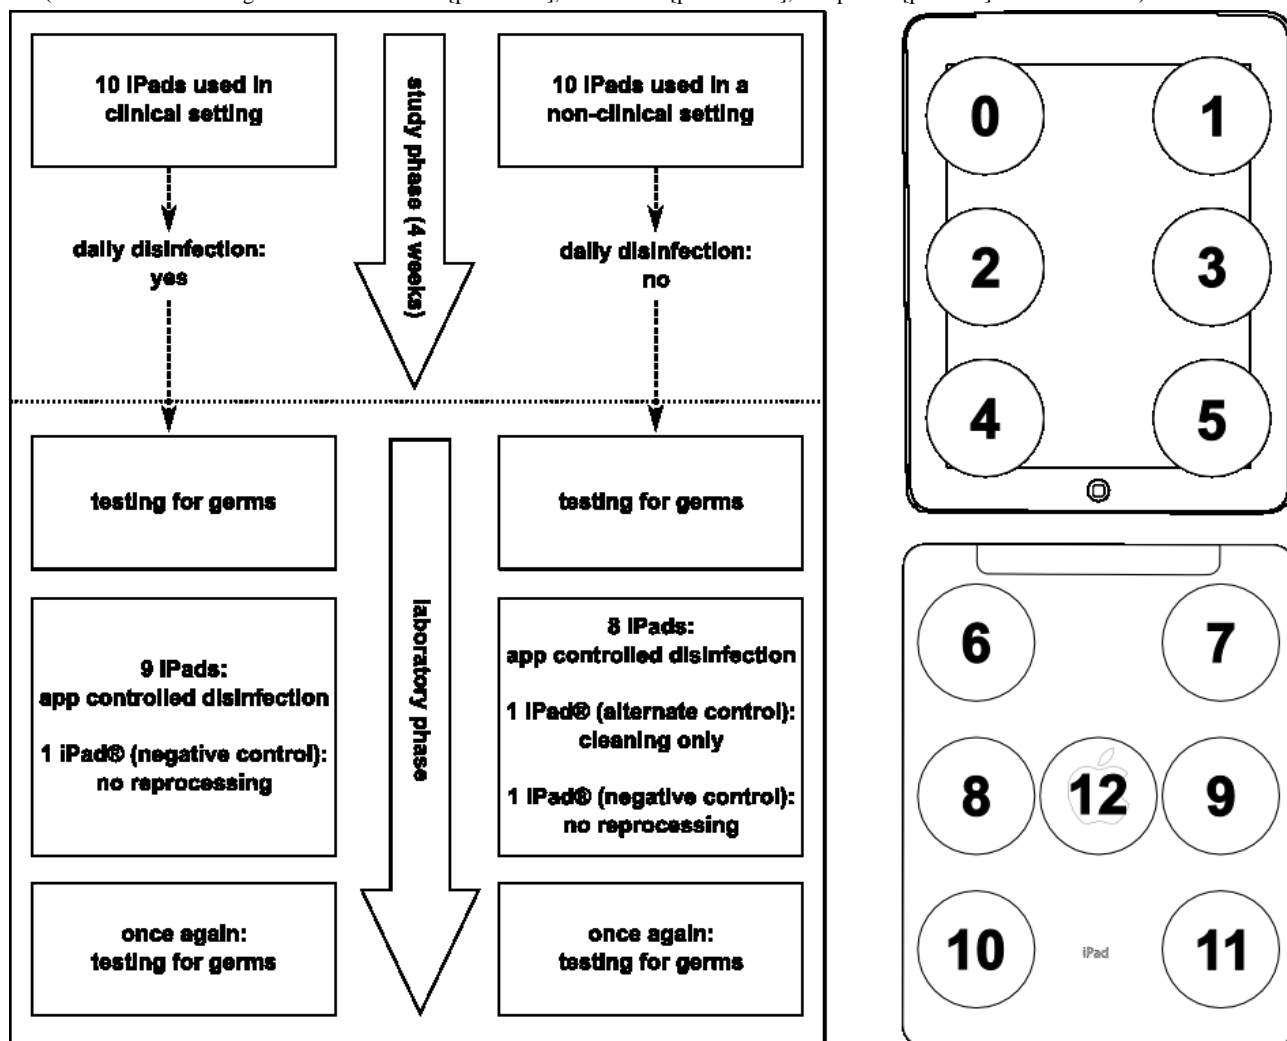 10 iPads used in
clinical setting
10 iPads used in a
non-clinical setting
study phase (4 weeks)
daily disinfection:
yes
daily disinfection:
no
testing for germs
testing for germs
laboratory phase
9 iPads:
app controlled disinfection
1 iPad® (negative control):
no reprocessing
8 iPads:
app controlled disinfection
1 iPad® (alternate control):
cleaning only
1 iPad® (negative control):
no reprocessing
once again:
testing for germs
once again:
testing for germs
0 1
2 3
4 5
6 7
8 12 9
10 iPad 11